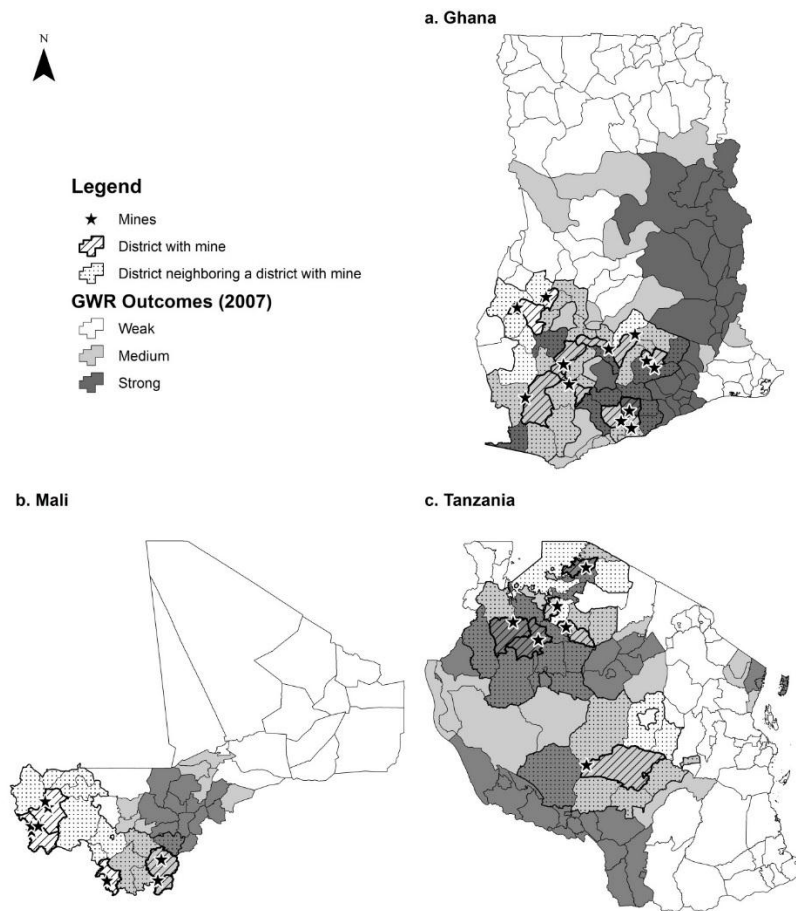 a. Ghana
N
Legend
Mines
District with mine
District neighboring a district with mine
GWR Outcomes (2007)
Weak
Medium
Strong
b. Mali
c. Tanzania